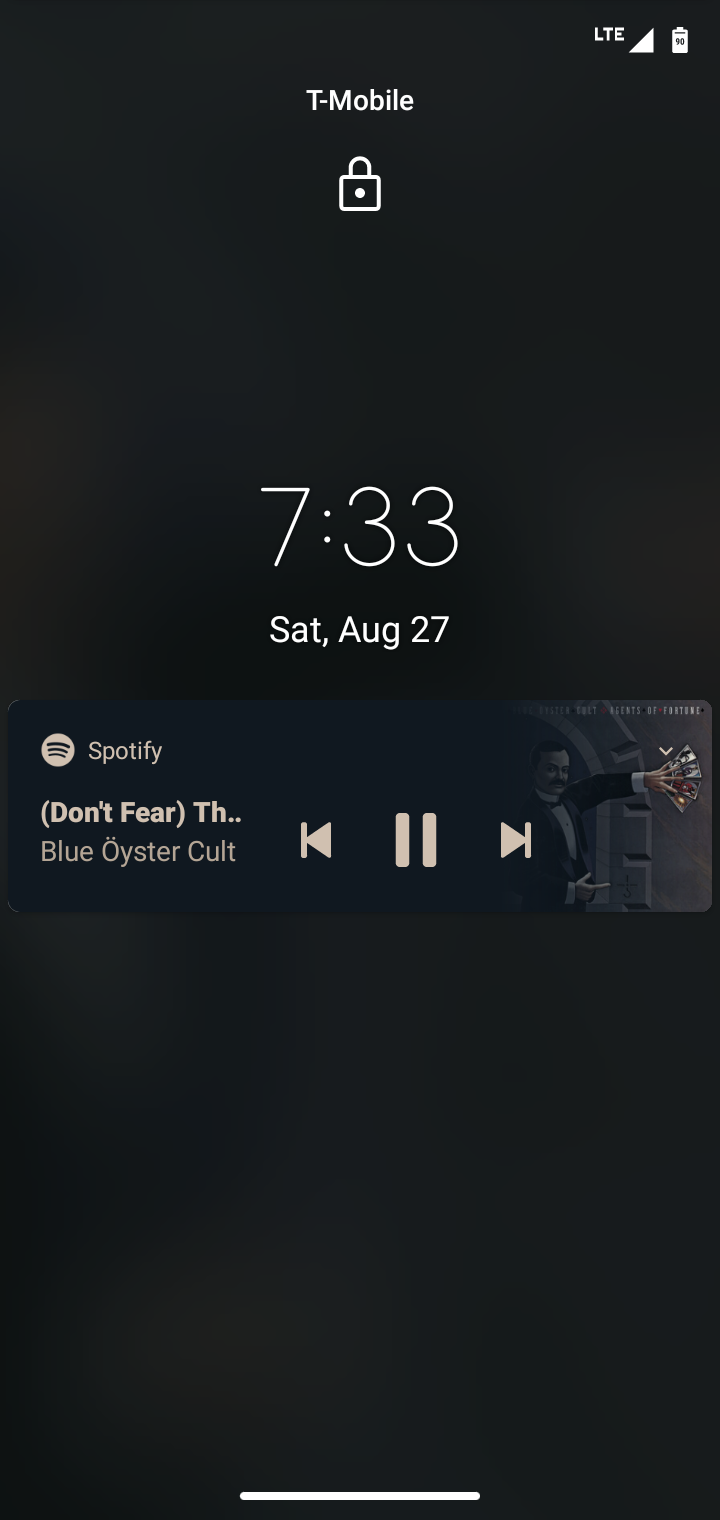 LTE 90
T-Mobile
7:33
Sat, Aug 27
BLUE ÖYSTER CULT AGENTS OF FORTUNE
Spotify
(Don't Fear) Th..
Blue Öyster Cult